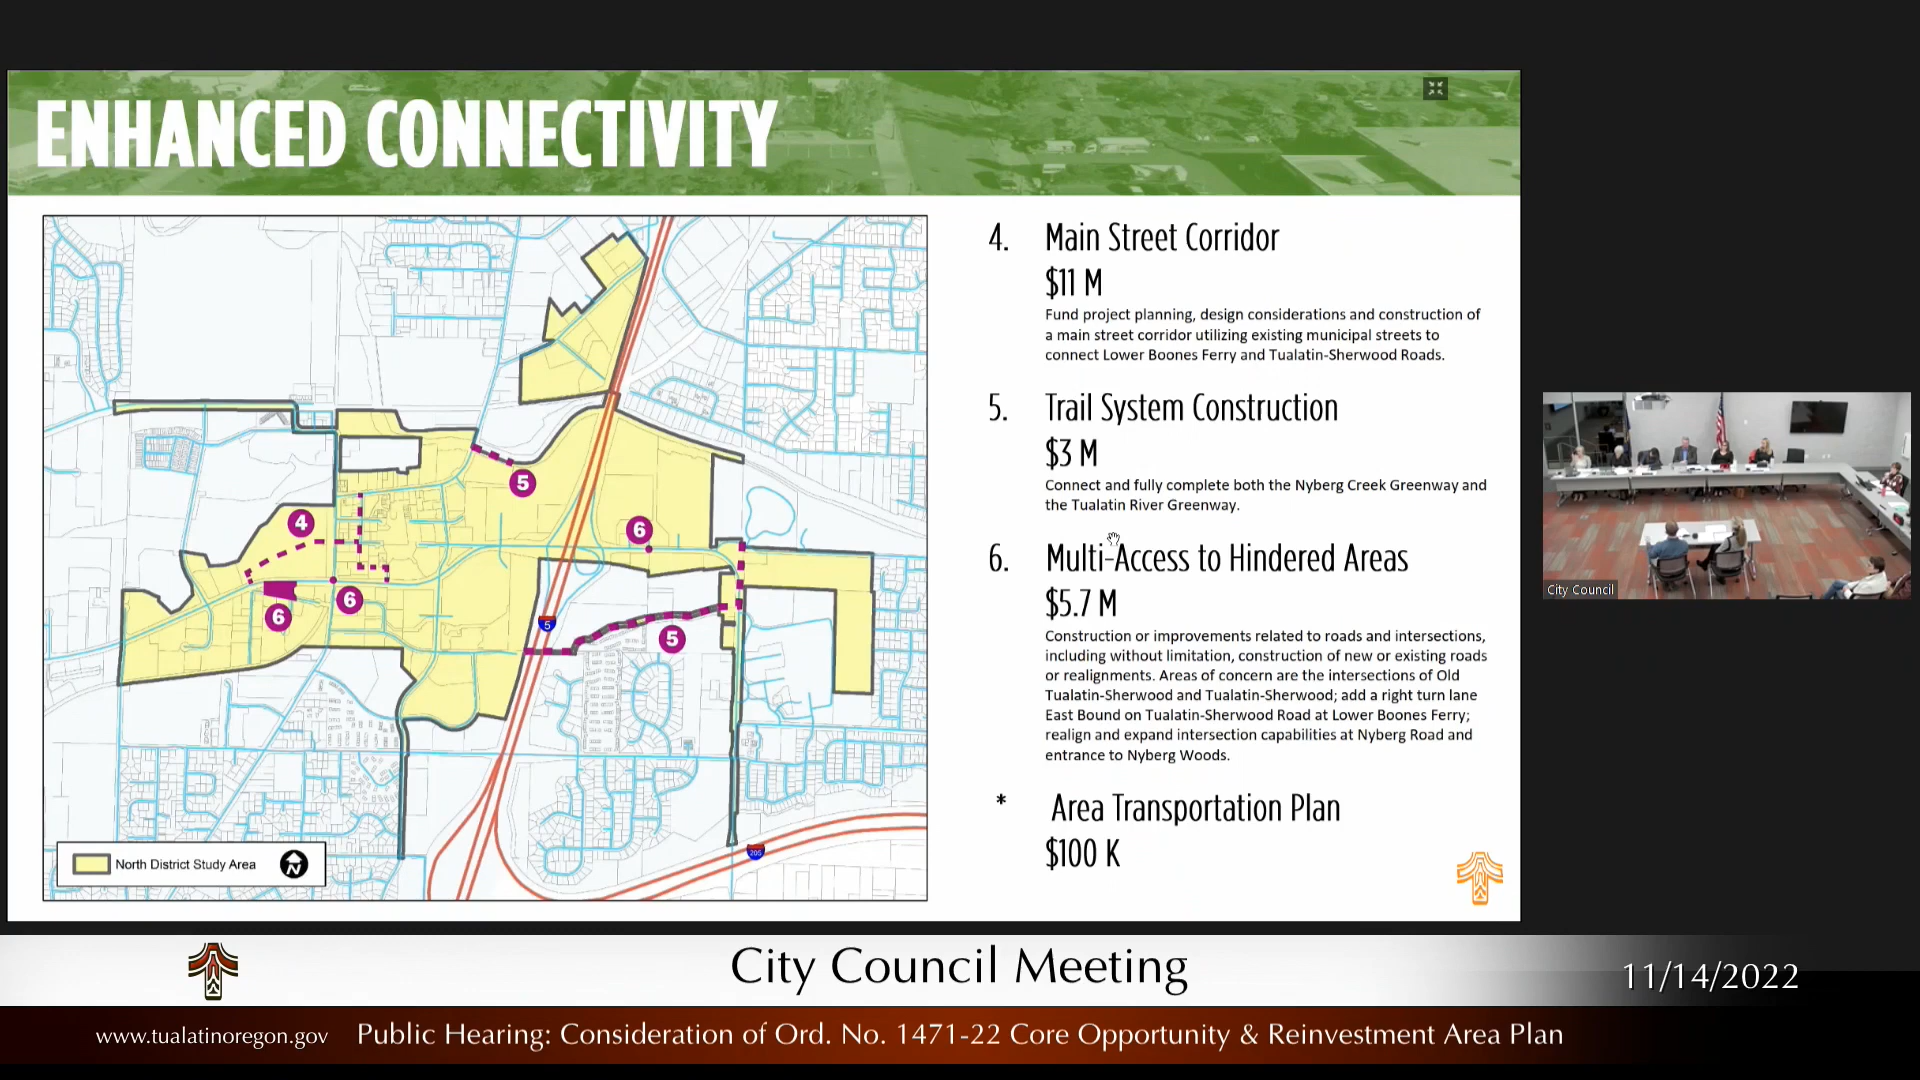 ENHANCED CONNECTIVITY
4. Main Street Corridor
$11 M
Fund project planning, design considerations and construction of
a main street corridor utilizing existing municipal streets to
connect Lower Boones Ferry and Tualatin-Sherwood Roads.
5. Trail System Construction
$3 M
Connect and fully complete both the Nyberg Creek Greenway and
the Tualatin River Greenway.
6. Multi-Access to Hindered Areas
$5.7 M
Construction or improvements related to roads and intersections,
including without limitation, construction of new or existing roads
or realignments. Areas of concern are the intersections of Old
Tualatin-Sherwood and Tualatin-Sherwood; add a right turn lane
East Bound on Tualatin-Sherwood Road at Lower Boones Ferry;
realign and expand intersection capabilities at Nyberg Road and
entrance to Nyberg Woods.
* Area Transportation Plan
$100 K
5
4
6
6
6
5
5
205
North District Study Area
N
City Council
City Council Meeting
11/14/2022
www.tualatinoregon.gov
Public Hearing: Consideration of Ord. No. 1471-22 Core Opportunity & Reinvestment Area Plan